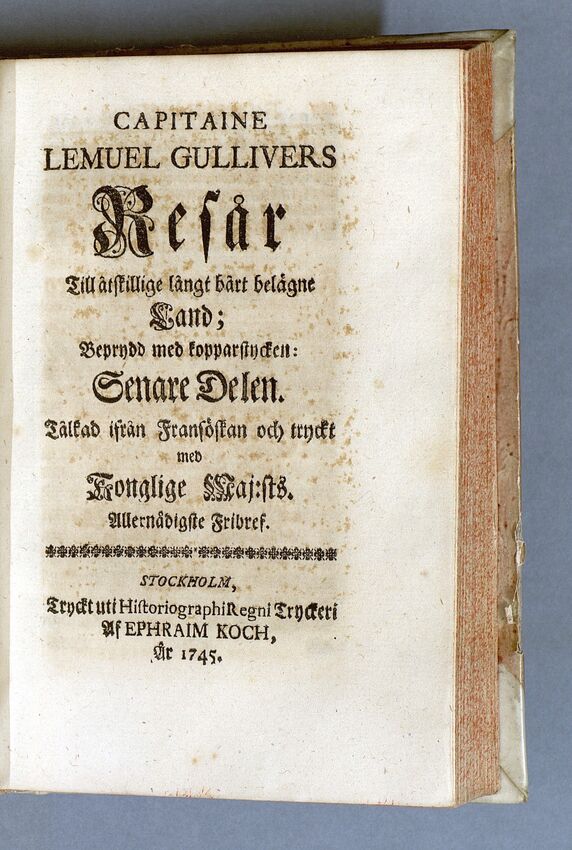 CAPITAINE
LEMUEL GULLIVERS
Resår
Till åtskillige långt bårt belägne
Land;
Beprydd med kopparstycken:
Senare Delen.
Tålkad ifrån Fransöskan och tryckt
med
Konglige Maj:sts.
Allernådigste Fribref.
STOCKHOLM,
Tryckt uti Historiographi Regni Tryckeri
Af EPHRAIM KOCH,
År 1745.